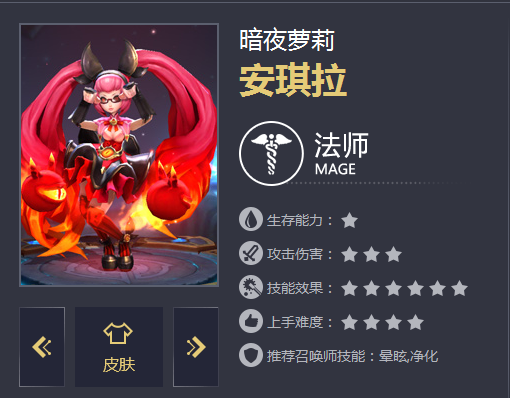 暗夜萝莉
安琪拉
法师
MAGE
生存能力：
攻击伤害：
技能效果：
上手难度：
推荐召唤师技能：晕眩,净化
皮肤